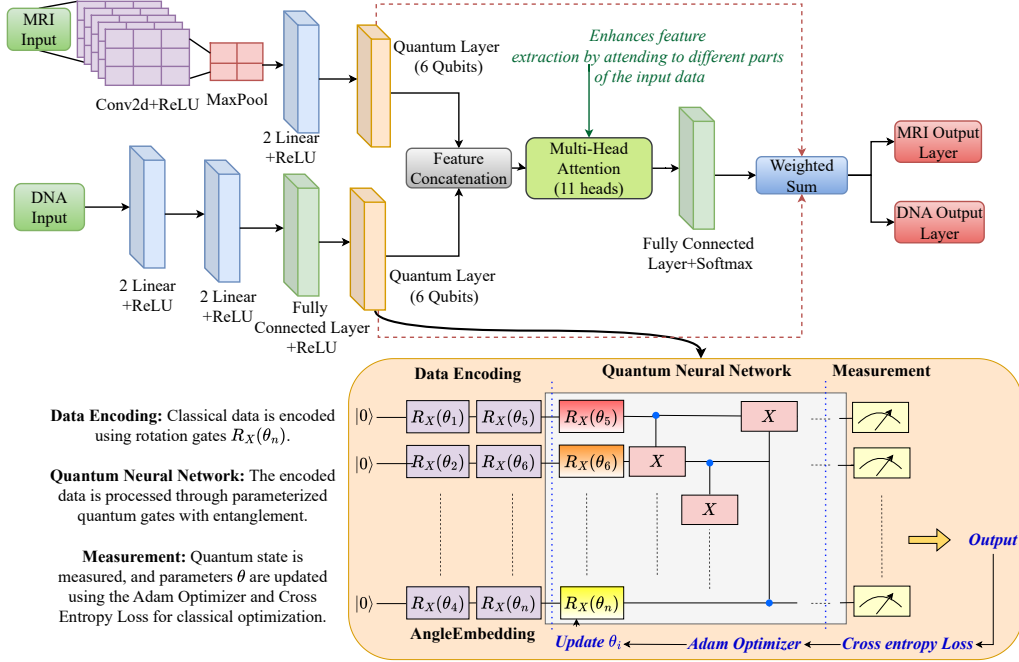 MRI
Input
Conv2d+ReLU
MaxPool
2 Linear
+ReLU
Quantum Layer
(6 Qubits)
Enhances feature
extraction by attending to different parts
of the input data
DNA
Input
2 Linear
+ReLU
2 Linear
+ReLU
Fully
Connected Layer
+ReLU
Quantum Layer
(6 Qubits)
Feature
Concatenation
Multi-Head
Attention
(11 heads)
Fully Connected
Layer+Softmax
Weighted
Sum
MRI Output
Layer
DNA Output
Layer
Data Encoding
Quantum Neural Network
Measurement
Data Encoding: Classical data is encoded
using rotation gates R_X(θ_n).
Quantum Neural Network: The encoded
data is processed through parameterized
quantum gates with entanglement.
Measurement: Quantum state is
measured, and parameters θ are updated
using the Adam Optimizer and Cross
Entropy Loss for classical optimization.
|0⟩ R_X(θ_1) R_X(θ_5) R_X(θ_5) X
|0⟩ R_X(θ_2) R_X(θ_6) R_X(θ_6) X
X
|0⟩ R_X(θ_4) R_X(θ_n) R_X(θ_n)
AngleEmbedding
Output
Update θ_i
Adam Optimizer
Cross entropy Loss